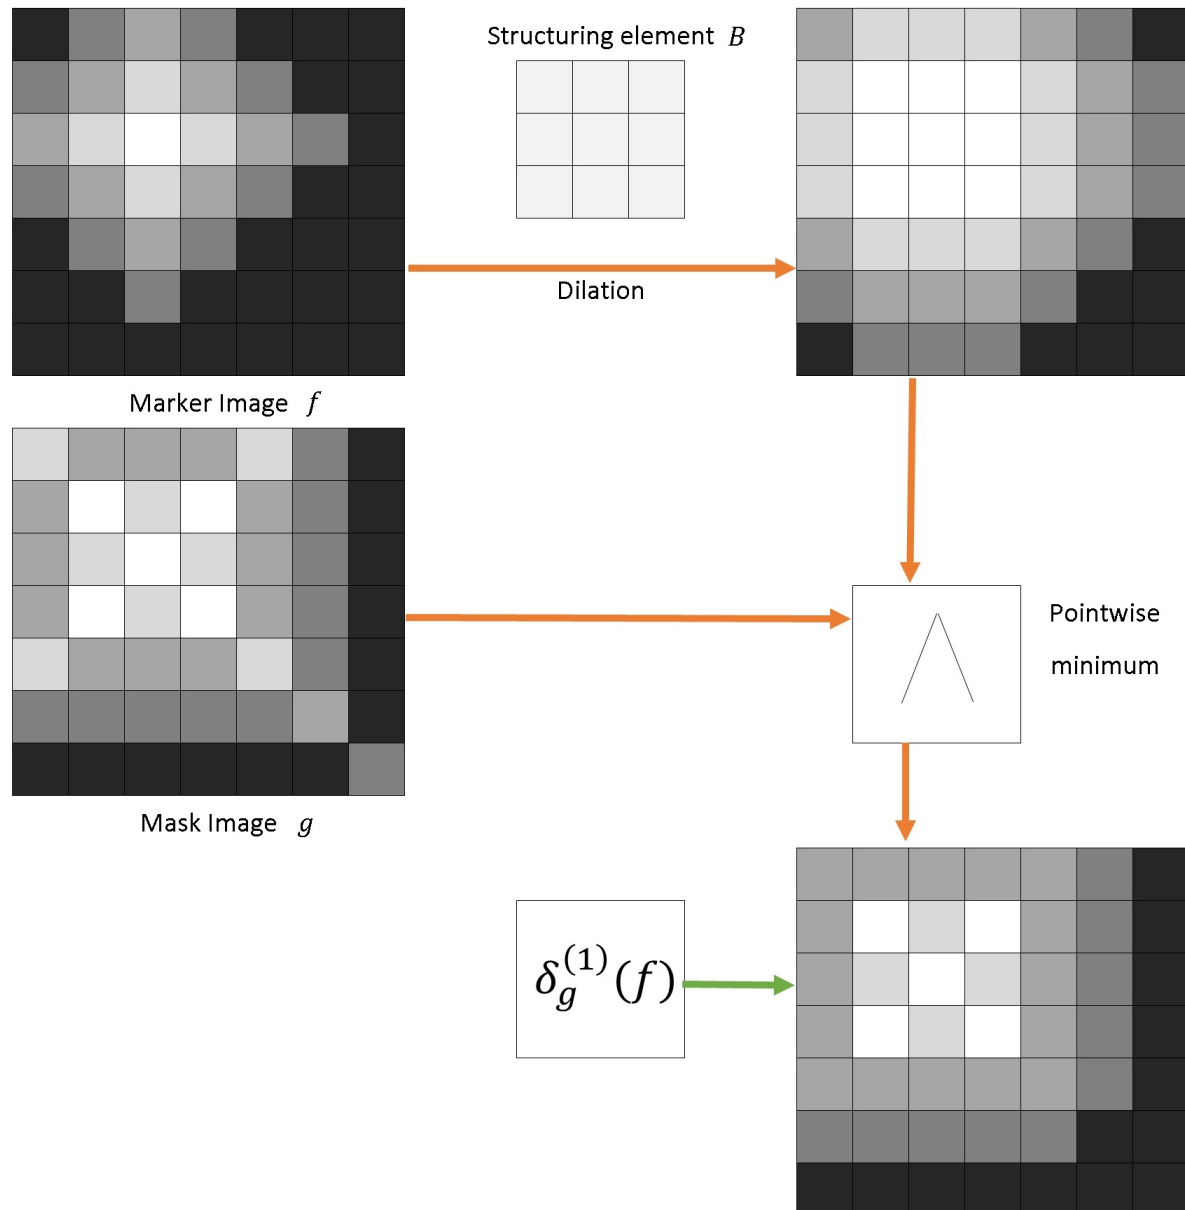 Structuring element B
Dilation
Marker Image f
Pointwise
minimum
Mask Image g
δ_g^(1)(f)